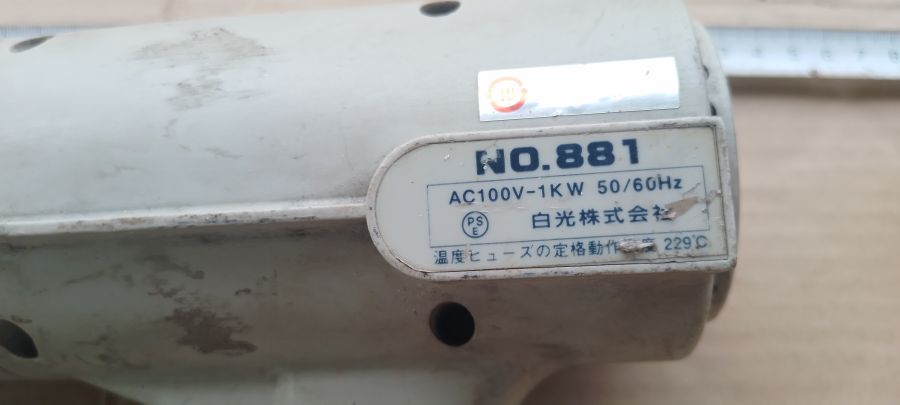 NO.881
AC100V-1KW 50/60Hz
PS
E
白光株式会社
温度ヒューズの定格動作 度 229℃